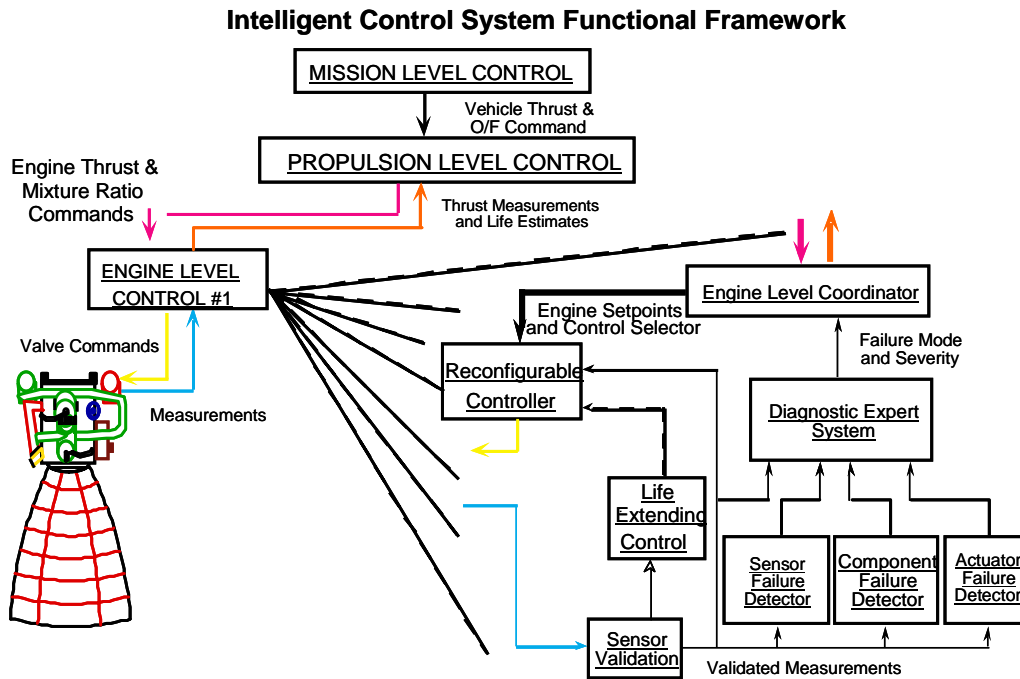 Intelligent Control System Functional Framework
MISSION LEVEL CONTROL
Vehicle Thrust &
O/F Command
PROPULSION LEVEL CONTROL
Engine Thrust &
Mixture Ratio
Commands
Thrust Measurements
and Life Estimates
ENGINE LEVEL
CONTROL #1
Engine Level Coordinator
Engine Setpoints
and Control Selector
Valve Commands
Failure Mode
and Severity
Reconfigurable
Controller
Measurements
Diagnostic Expert
System
Life
Extending
Control
Sensor
Failure
Detector
Component
Failure
Detector
Actuator
Failure
Detector
Sensor
Validation
Validated Measurements